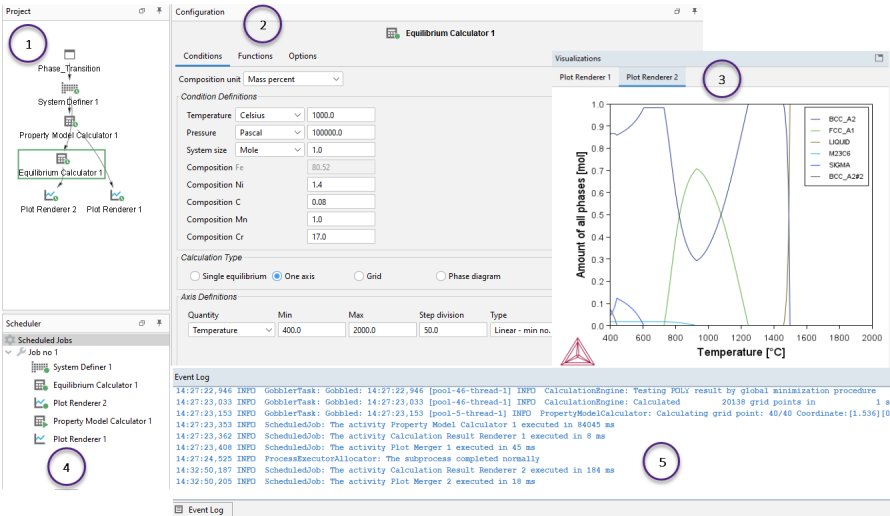 Project
1
Phase_Transition
System Definer 1
Property Model Calculator 1
Equilibrium Calculator 1
Plot Renderer 2 Plot Renderer 1
Configuration
2
Equilibrium Calculator 1
Conditions Functions Options
Composition unit Mass percent
Condition Definitions
Temperature Celsius 1000.0
Pressure Pascal 100000.0
System size Mole 1.0
Composition Fe 80.52
Composition Ni 1.4
Composition C 0.08
Composition Mn 1.0
Composition Cr 17.0
Calculation Type
Single equilibrium One axis Grid Phase diagram
Axis Definitions
Quantity Min Max Step division Type
Temperature 400.0 2000.0 50.0 Linear - min no.
Visualizations
Plot Renderer 1 Plot Renderer 2
3
1.0
0.9
0.8
0.7
0.6
0.5
0.4
0.3
0.2
0.1
0.0
Amount of all phases [mol]
BCC_A2
FCC_A1
LIQUID
M23C6
SIGMA
BCC_A2#2
400 600 800 1000 1200 1400 1600 1800 2000
Temperature [°C]
Scheduler
Scheduled Jobs
Job no 1
System Definer 1
Equilibrium Calculator 1
Plot Renderer 2
Property Model Calculator 1
Plot Renderer 1
4
Event Log
14:27:22,946 INFO GobblerTask: Gobbled: 14:27:22,946 [pool-46-thread-1] INFO CalculationEngine: Testing POLY result by global minimization procedure
14:27:23,033 INFO GobblerTask: Gobbled: 14:27:23,033 [pool-46-thread-1] INFO CalculationEngine: Calculated 20138 grid points in 1 s
14:27:23,153 INFO GobblerTask: Gobbled: 14:27:23,153 [pool-5-thread-1] INFO PropertyModelCalculator: Calculating grid point: 40/40 Coordinate:[1.536][0
14:27:23,353 INFO ScheduledJob: The activity Property Model Calculator 1 executed in 84045 ms
14:27:23,362 INFO ScheduledJob: The activity Calculation Result Renderer 1 executed in 8 ms
14:27:23,408 INFO ScheduledJob: The activity Plot Merger 1 executed in 45 ms
14:27:24,525 INFO ProcessExecutorAllocator: The subprocess completed normally
14:32:50,187 INFO ScheduledJob: The activity Calculation Result Renderer 2 executed in 184 ms
14:32:50,205 INFO ScheduledJob: The activity Plot Merger 2 executed in 18 ms
5
Event Log